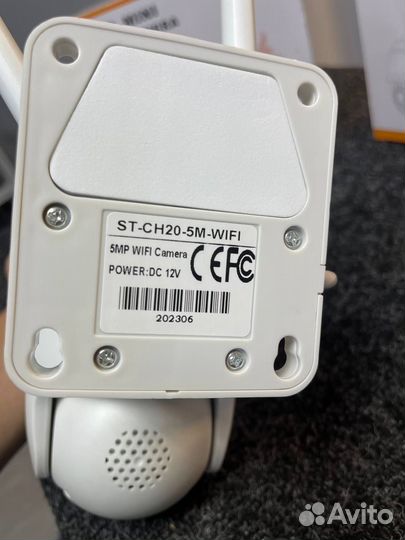 ST-CH20-5M-WIFI
5MP WIFI Camera
POWER:DC 12V
CE FC
202306
Avito